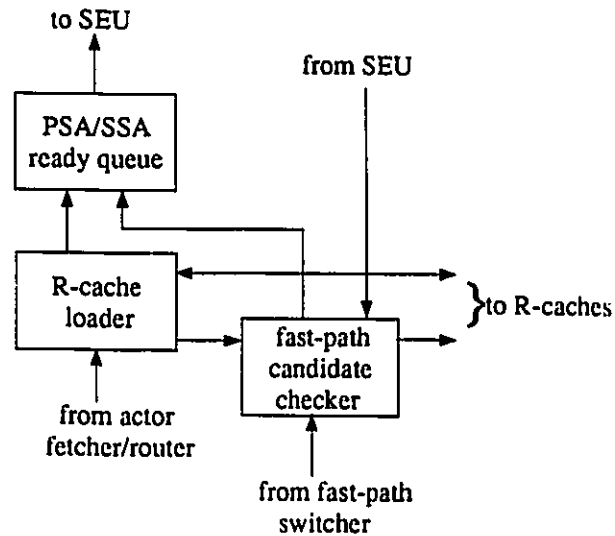 to SEU
from SEU
PSA/SSA
ready queue
R-cache
loader
to R-caches
fast-path
candidate
checker
from actor
fetcher/router
from fast-path
switcher